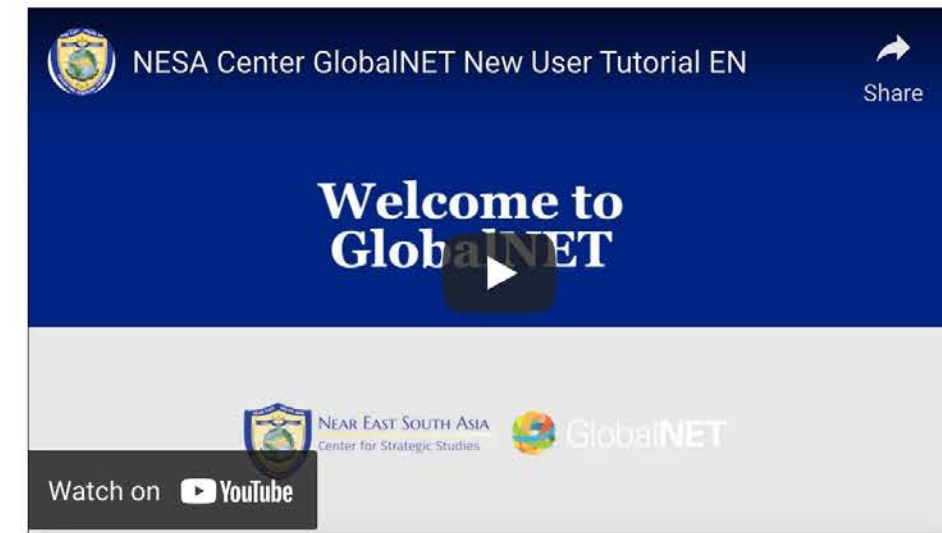 NESA Center GlobalNET New User Tutorial EN
Share
Welcome to
GlobalNET
NEAR EAST SOUTH ASIA
Center for Strategic Studies
GlobalNET
Watch on YouTube